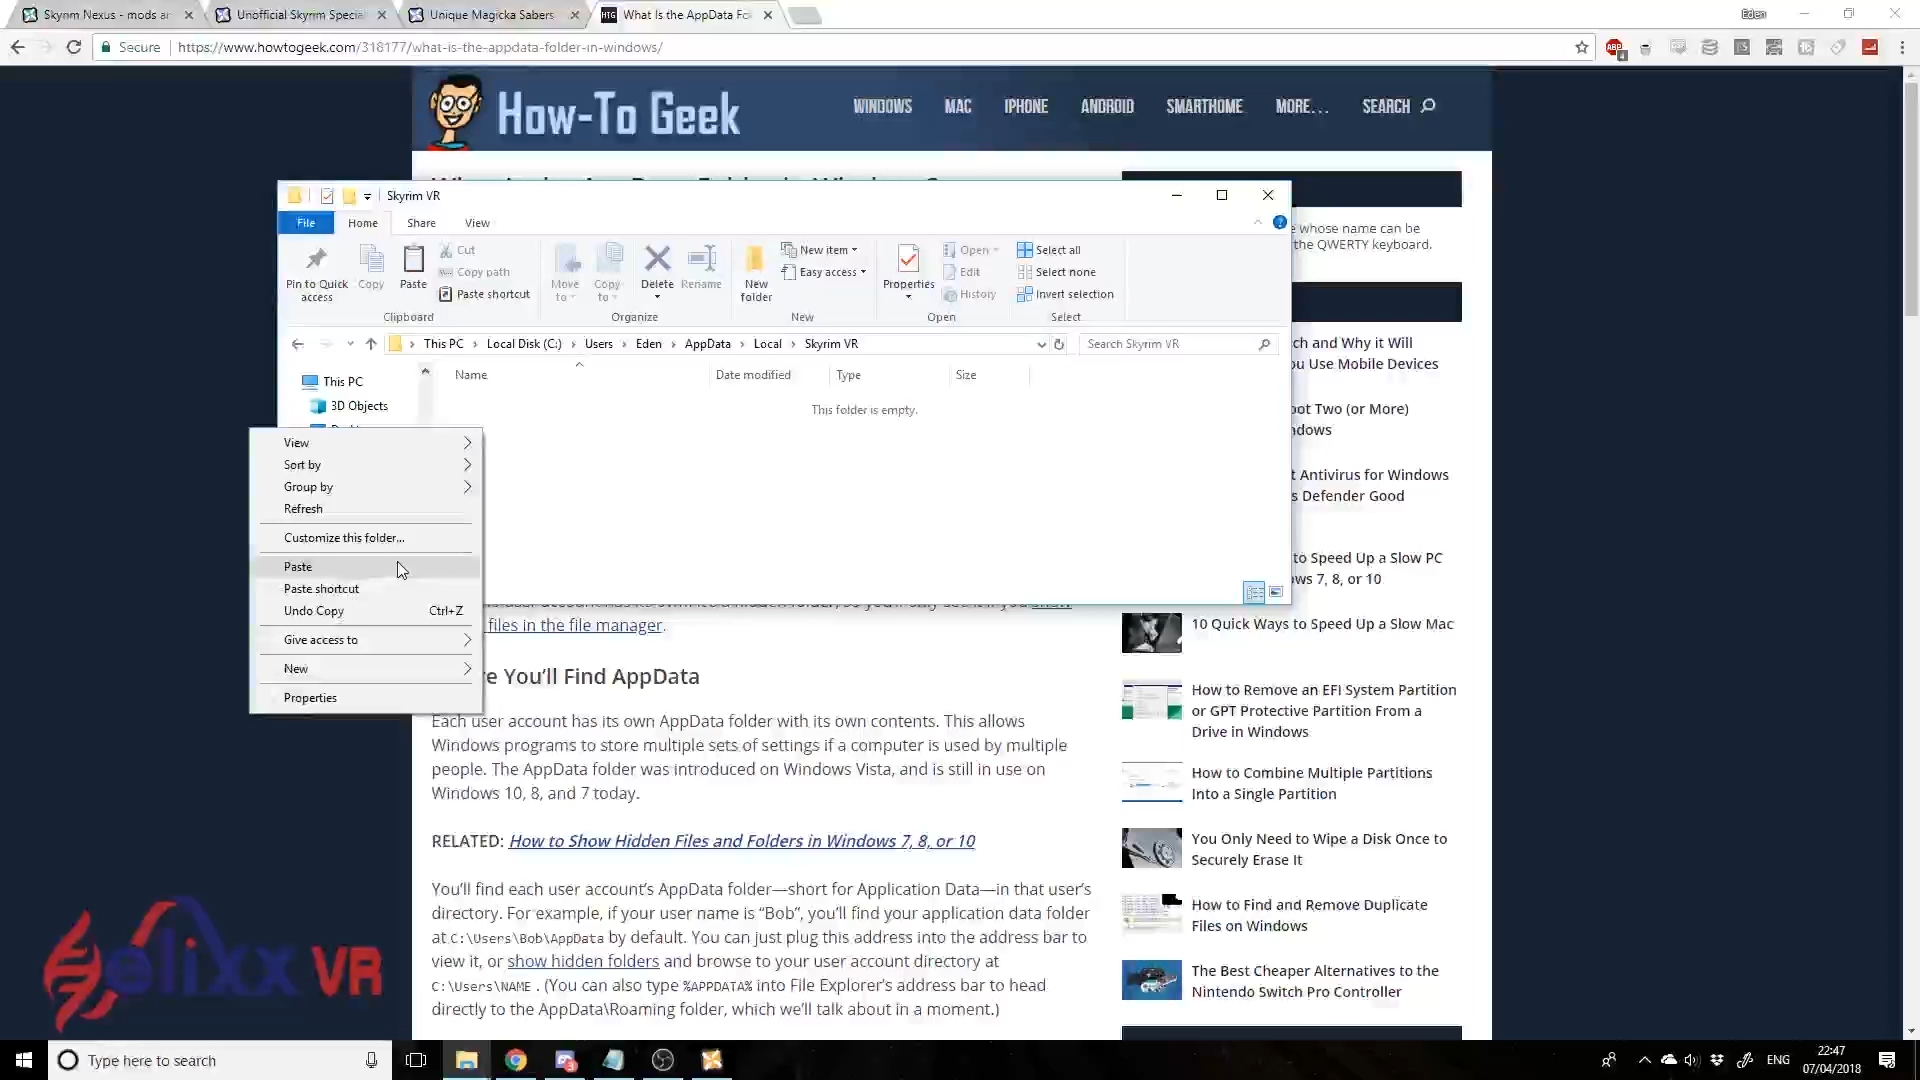 Skyrim Nexus - mods ar
Unofficial Skyrim Special
Unique Magicka Sabers
HTG What Is the AppData Fo
Eden
Secure https://www.howtogeek.com/318177/what-is-the-appdata-folder-in-windows/
How-To Geek
WINDOWS MAC IPHONE ANDROID SMARTHOME MORE... SEARCH
Skyrim VR
File Home Share View
Pin to Quick access
Copy
Paste
Cut
Copy path
Paste shortcut
Clipboard
Move to
Copy to
Delete
Rename
Organize
New folder
New item
Easy access
New
Properties
Open
Edit
History
Open
Select all
Select none
Invert selection
Select
This PC > Local Disk (C:) > Users > Eden > AppData > Local > Skyrim VR
Search Skyrim VR
This PC
3D Objects
Name Date modified Type Size
This folder is empty.
View
Sort by
Group by
Refresh
Customize this folder...
Paste
Paste shortcut
Undo Copy Ctrl+Z
Give access to
New
Properties
files in the file manager.
e You'll Find AppData
Each user account has its own AppData folder with its own contents. This allows
Windows programs to store multiple sets of settings if a computer is used by multiple
people. The AppData folder was introduced on Windows Vista, and is still in use on
Windows 10, 8, and 7 today.
RELATED: How to Show Hidden Files and Folders in Windows 7, 8, or 10
You'll find each user account's AppData folder—short for Application Data—in that user's
directory. For example, if your user name is “Bob”, you'll find your application data folder
at C:\Users\Bob\AppData by default. You can just plug this address into the address bar to
view it, or show hidden folders and browse to your user account directory at
C:\Users\NAME . (You can also type %APPDATA% into File Explorer's address bar to head
directly to the AppData\Roaming folder, which we'll talk about in a moment.)
e whose name can be
the QWERTY keyboard.
ch and Why it Will
ou Use Mobile Devices
oot Two (or More)
ndows
t Antivirus for Windows
s Defender Good
to Speed Up a Slow PC
ows 7, 8, or 10
10 Quick Ways to Speed Up a Slow Mac
How to Remove an EFI System Partition
or GPT Protective Partition From a
Drive in Windows
How to Combine Multiple Partitions
Into a Single Partition
You Only Need to Wipe a Disk Once to
Securely Erase It
How to Find and Remove Duplicate
Files on Windows
The Best Cheaper Alternatives to the
Nintendo Switch Pro Controller
elixx VR
Type here to search
ENG
22:47
07/04/2018